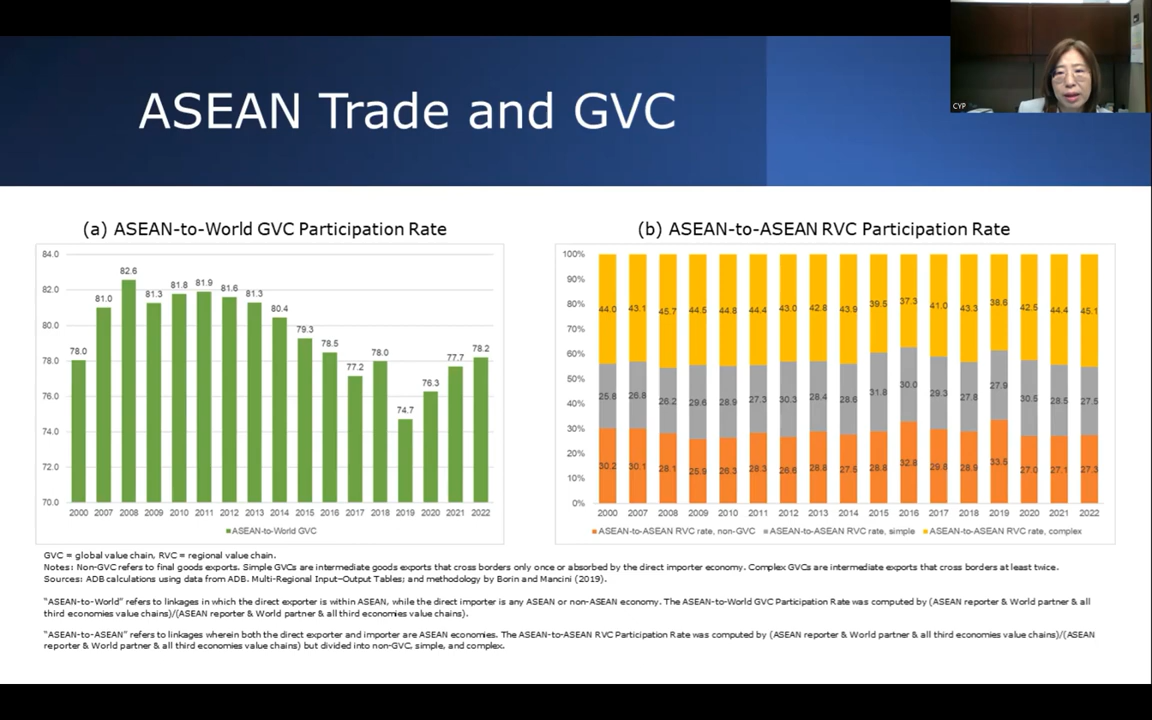 CYP
ASEAN Trade and GVC
(a) ASEAN-to-World GVC Participation Rate
84.0
82.0
80.0
78.0
76.0
74.0
72.0
70.0
78.0 81.0 82.6 81.3 81.8 81.9 81.6 81.3 80.4 79.3 78.5 77.2 78.0 74.7 76.3 77.7 78.2
2000 2007 2008 2009 2010 2011 2012 2013 2014 2015 2016 2017 2018 2019 2020 2021 2022
ASEAN-to-World GVC
(b) ASEAN-to-ASEAN RVC Participation Rate
100%
90%
80%
70%
60%
50%
40%
30%
20%
10%
0%
44.0 43.1 45.7 44.5 44.8 44.4 43.0 42.8 43.9 39.5 37.3 41.0 43.3 38.6 42.5 44.4 45.1
25.8 26.8 26.2 29.6 28.9 27.3 30.3 28.4 28.6 31.8 30.0 29.3 27.8 27.9 30.5 28.5 27.5
30.2 30.1 28.1 25.9 26.3 28.3 26.6 28.8 27.5 28.8 32.8 29.8 28.9 33.5 27.0 27.1 27.3
2000 2007 2008 2009 2010 2011 2012 2013 2014 2015 2016 2017 2018 2019 2020 2021 2022
ASEAN-to-ASEAN RVC rate, non-GVC ASEAN-to-ASEAN RVC rate, simple ASEAN-to-ASEAN RVC rate, complex
GVC = global value chain, RVC = regional value chain.
Notes: Non-GVC refers to final goods exports. Simple GVCs are intermediate goods exports that cross borders only once or absorbed by the direct importer economy. Complex GVCs are intermediate exports that cross borders at least twice.
Sources: ADB calculations using data from ADB. Multi-Regional Input–Output Tables; and methodology by Borin and Mancini (2019).
"ASEAN-to-World" refers to linkages in which the direct exporter is within ASEAN, while the direct importer is any ASEAN or non-ASEAN economy. The ASEAN-to-World GVC Participation Rate was computed by (ASEAN reporter & World partner & all
third economies value chains)/(ASEAN reporter & World partner & all third economies value chains).
"ASEAN-to-ASEAN" refers to linkages wherein both the direct exporter and importer are ASEAN economies. The ASEAN-to-ASEAN RVC Participation Rate was computed by (ASEAN reporter & World partner & all third economies value chains)/(ASEAN
reporter & World partner & all third economies value chains) but divided into non-GVC, simple, and complex.